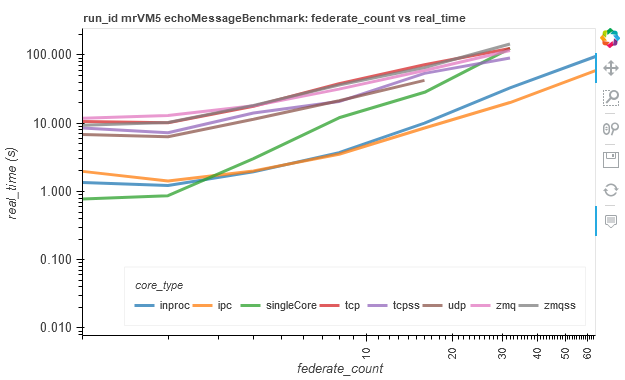 run_id mrVM5 echoMessageBenchmark: federate_count vs real_time
100.000
10.000
1.000
0.100
0.010
real_time (s)
core_type
inproc ipc singleCore tcp tcpss udp zmq zmqss
10 20 30 40 50 60
federate_count